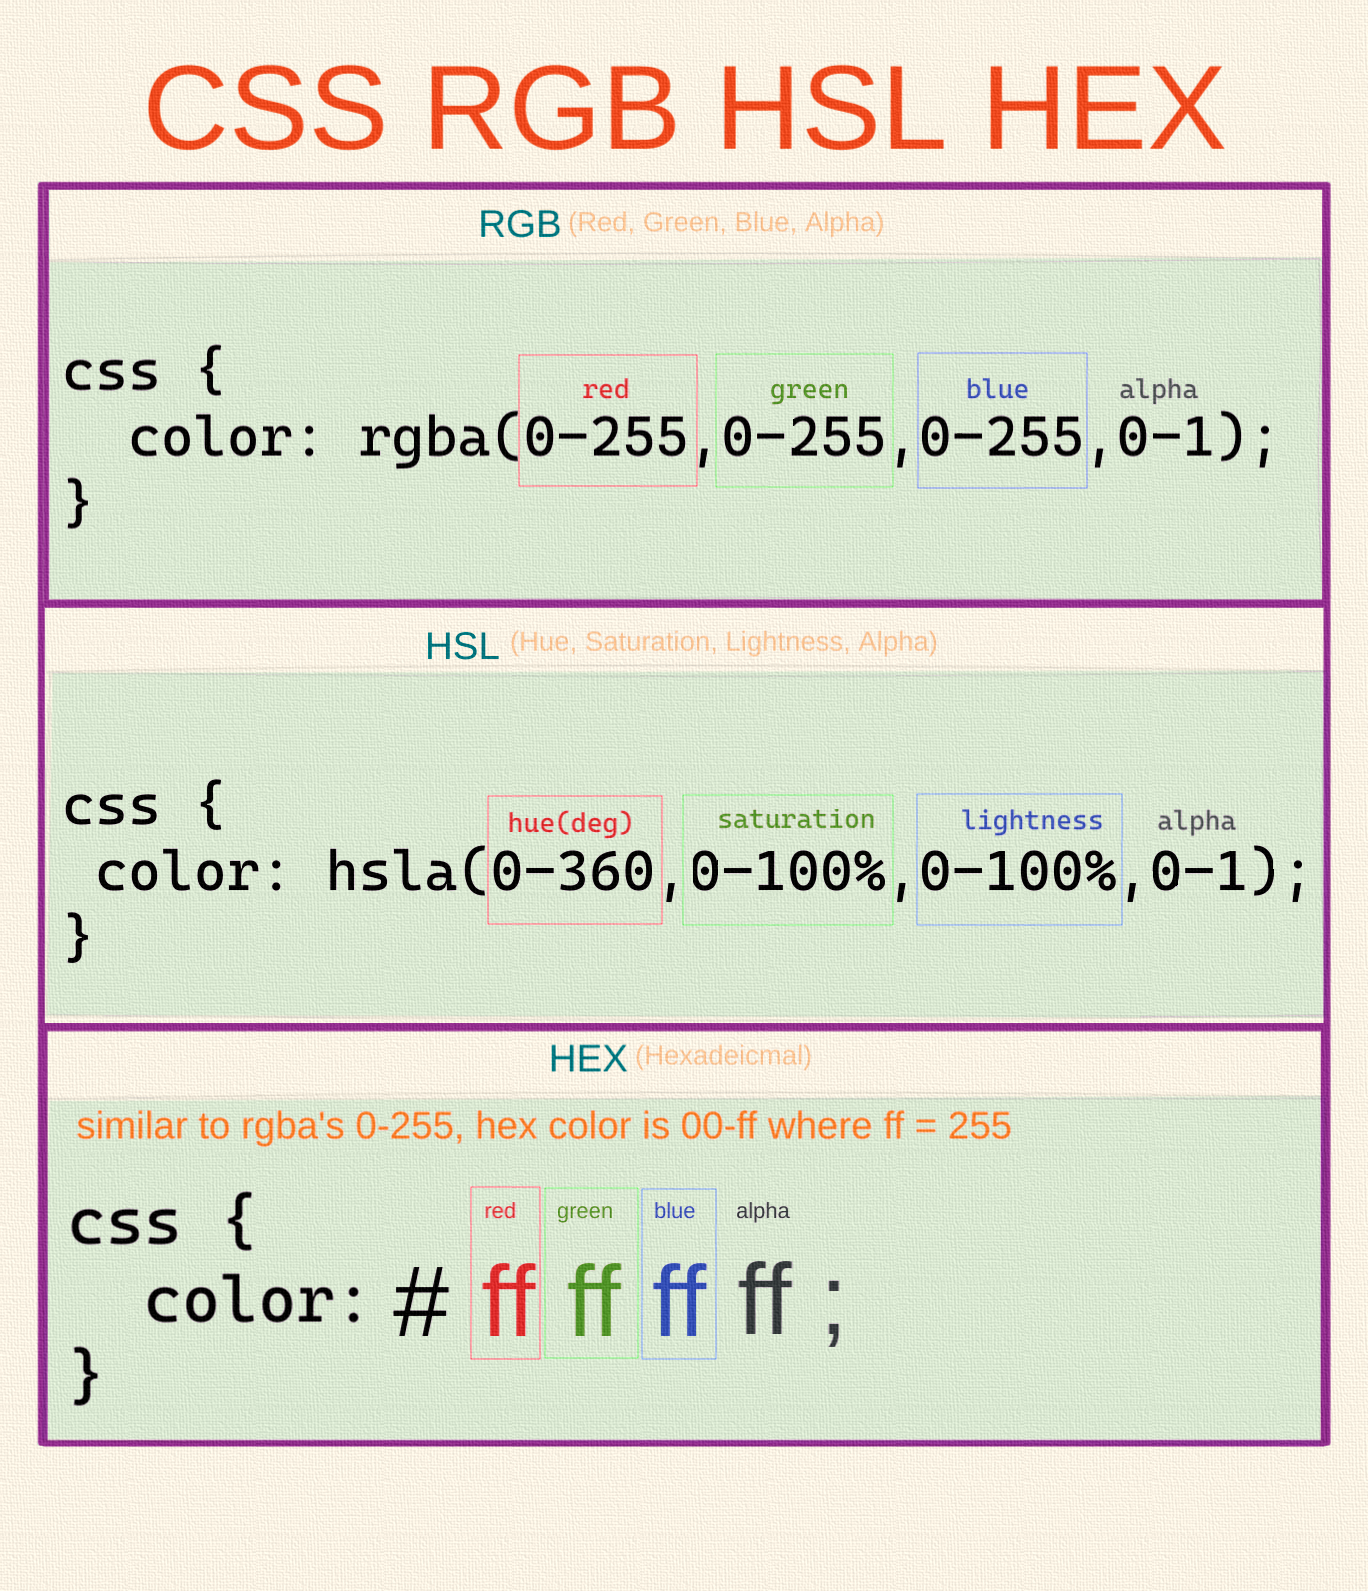 CSS RGB HSL HEX
RGB (Red, Green, Blue, Alpha)
css {
red green blue alpha
color: rgba(0-255,0-255,0-255,0-1);
}
HSL (Hue, Saturation, Lightness, Alpha)
css {
hue(deg) saturation lightness alpha
color: hsla(0-360,0-100%,0-100%,0-1);
}
HEX (Hexadeicmal)
similar to rgba's 0-255, hex color is 00-ff where ff = 255
css {
red green blue alpha
color: # ff ff ff ff ;
}